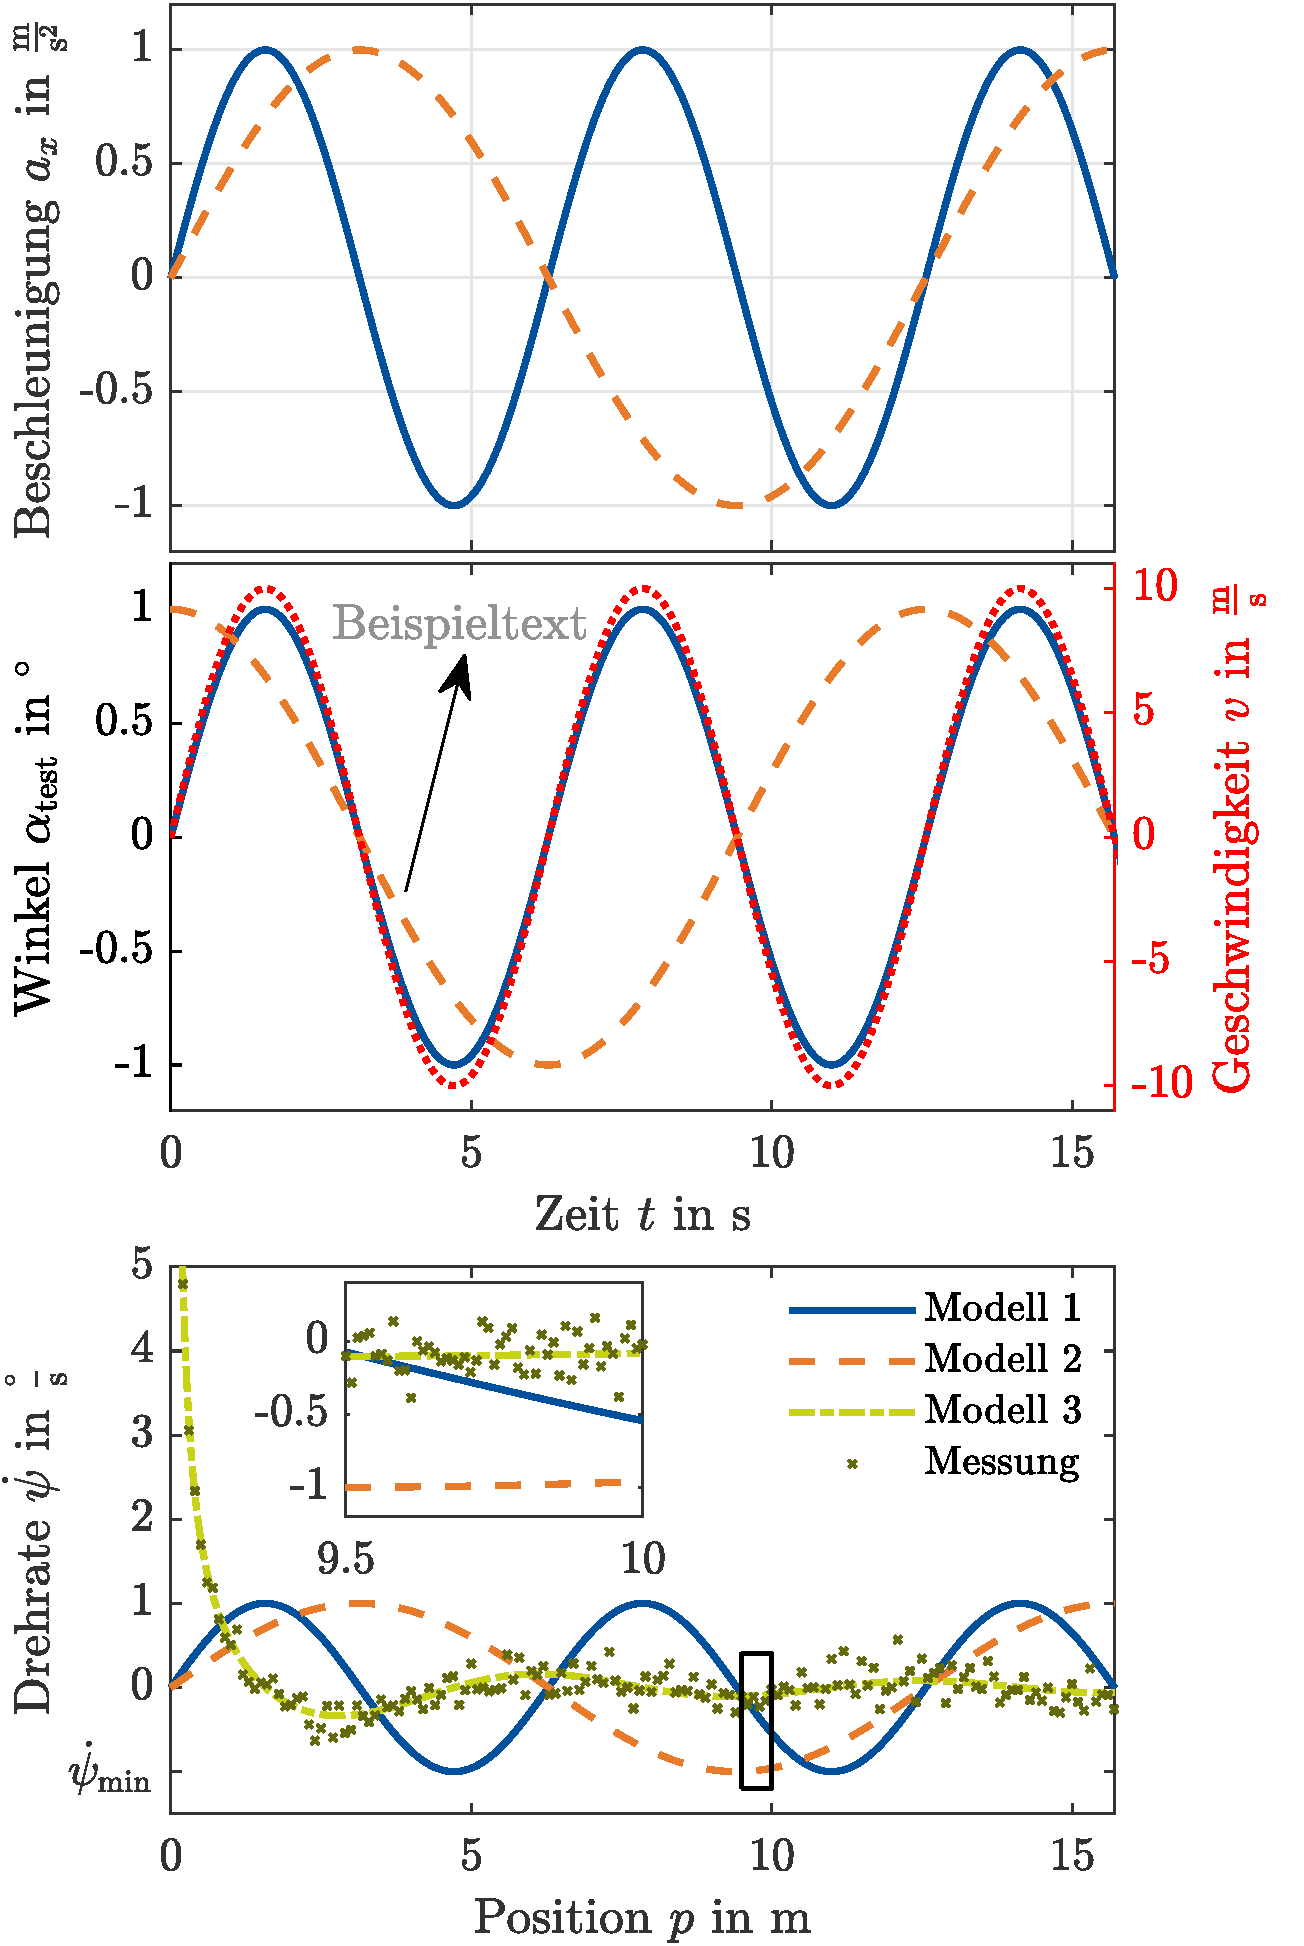 Beschleunigung aₓ in m/s²
1
0.5
0
-0.5
-1
Winkel α_test in °
1
0.5
0
-0.5
-1
Beispieltext
10
5
0
-5
-10
Geschwindigkeit v in m/s
0 5 10 15
Zeit t in s
Drehrate ψ̇ in °/s
5
4
3
2
1
0
ψ̇_min
0
-0.5
-1
9.5 10
Modell 1
Modell 2
Modell 3
Messung
0 5 10 15
Position p in m